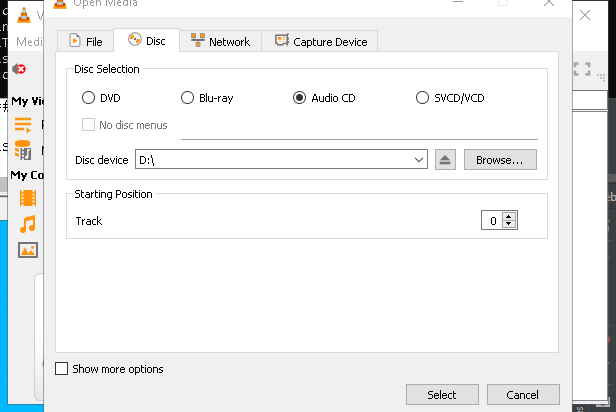 Open Media
Medi
File
Disc
Network
Capture Device
Disc Selection
DVD
Blu-ray
Audio CD
SVCD/VCD
No disc menus
Disc device
D:\
Browse...
Starting Position
Track
0
My Vi
My Co
Show more options
Select
Cancel